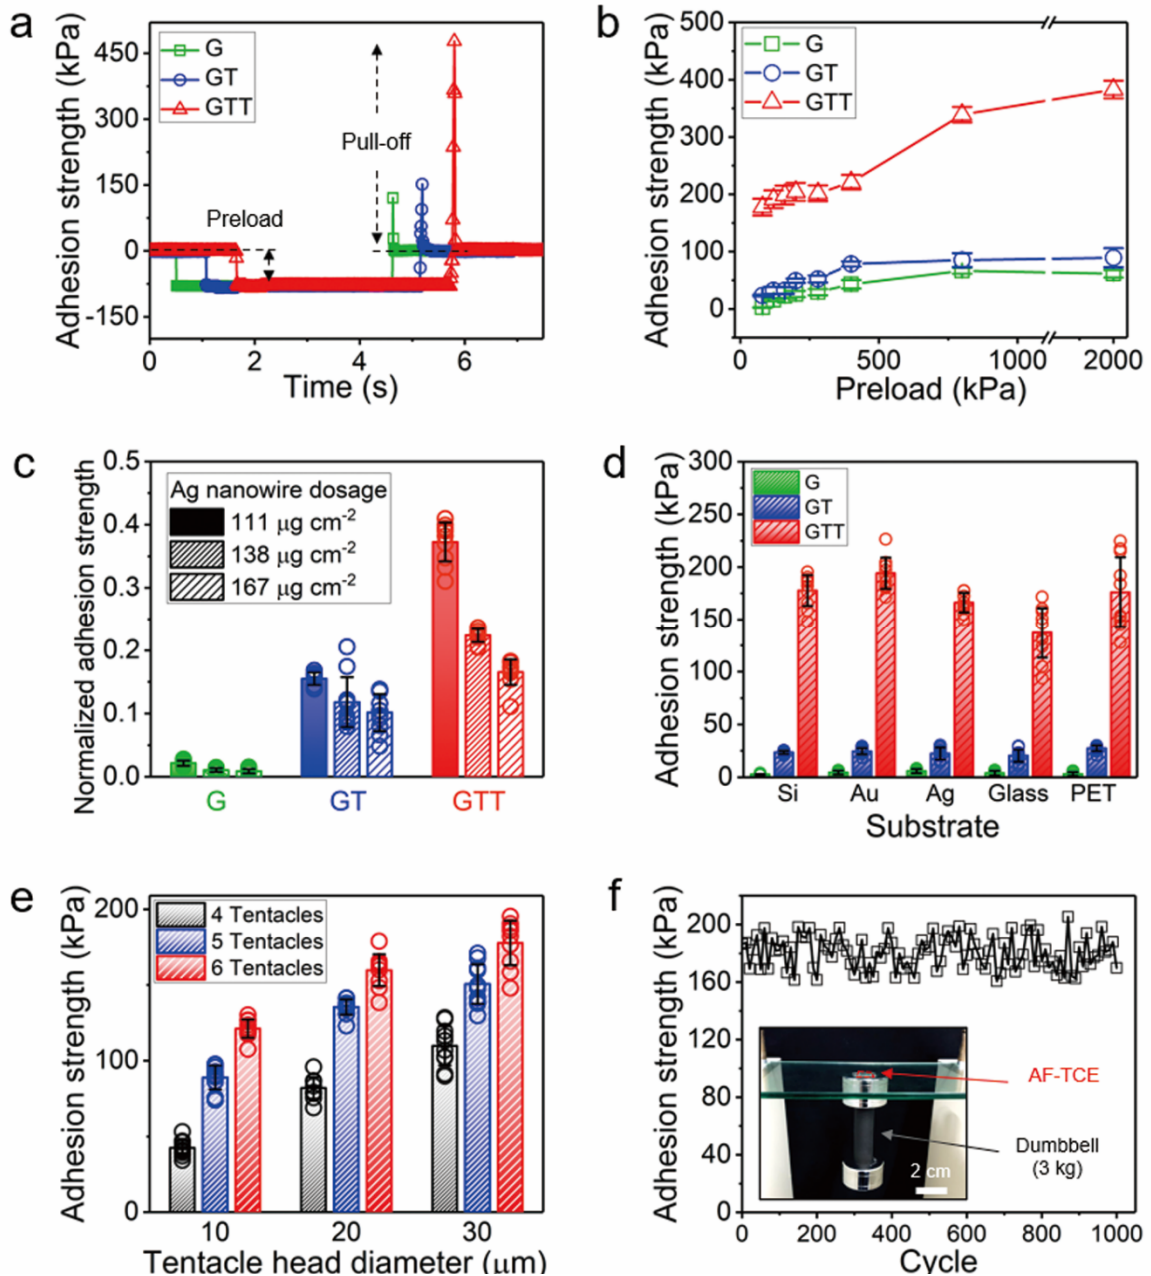 a
Adhesion strength (kPa)
450
300
150
0
-150
G
GT
GTT
Pull-off
Preload
0
2
4
6
Time (s)
b
Adhesion strength (kPa)
500
400
300
200
100
0
G
GT
GTT
0
500
1000
2000
Preload (kPa)
c
Normalized adhesion strength
0.5
0.4
0.3
0.2
0.1
0.0
Ag nanowire dosage
111 μg cm⁻²
138 μg cm⁻²
167 μg cm⁻²
G
GT
GTT
d
Adhesion strength (kPa)
300
250
200
150
100
50
0
G
GT
GTT
Si
Au
Ag
Glass
PET
Substrate
e
Adhesion strength (kPa)
200
100
0
4 Tentacles
5 Tentacles
6 Tentacles
10
20
30
Tentacle head diameter (μm)
f
Adhesion strength (kPa)
200
160
120
80
40
0
AF-TCE
Dumbbell
(3 kg)
2 cm
0
200
400
600
800
1000
Cycle